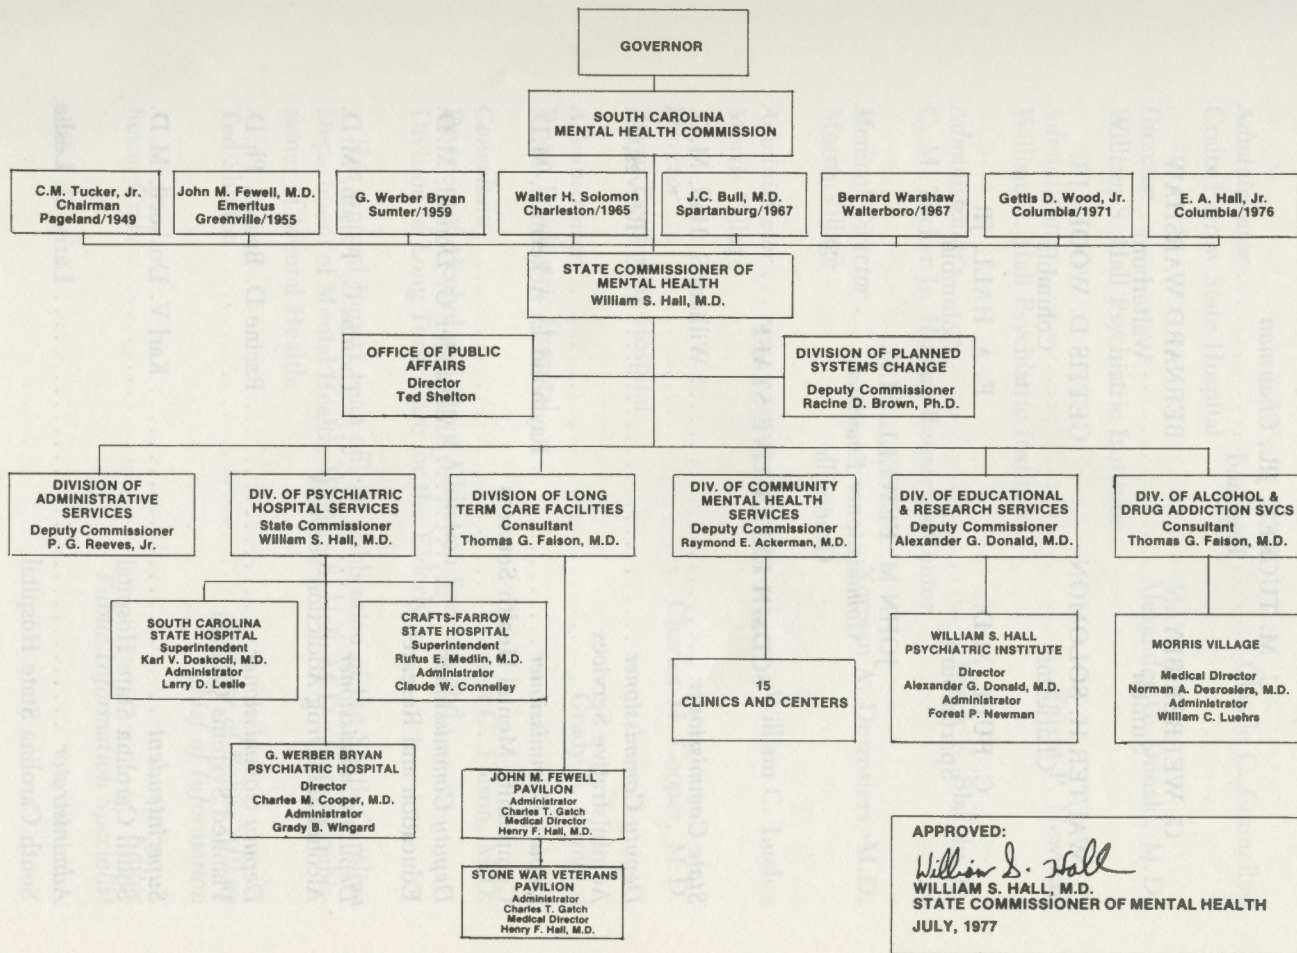 GOVERNOR
SOUTH CAROLINA
MENTAL HEALTH COMMISSION
C.M. Tucker, Jr.
Chairman
Pageland/1949
John M. Fewell, M.D.
Emeritus
Greenville/1955
G. Werber Bryan
Sumter/1959
Walter H. Solomon
Charleston/1965
J.C. Bull, M.D.
Spartanburg/1967
Bernard Warshaw
Walterboro/1967
Gettis D. Wood, Jr.
Columbia/1971
E. A. Hall, Jr.
Columbia/1976
STATE COMMISSIONER OF
MENTAL HEALTH
William S. Hall, M.D.
OFFICE OF PUBLIC
AFFAIRS
Director
Ted Shelton
DIVISION OF PLANNED
SYSTEMS CHANGE
Deputy Commissioner
Racine D. Brown, Ph.D.
DIVISION OF
ADMINISTRATIVE
SERVICES
Deputy Commissioner
P. G. Reeves, Jr.
DIV. OF PSYCHIATRIC
HOSPITAL SERVICES
State Commissioner
William S. Hall, M.D.
DIVISION OF LONG
TERM CARE FACILITIES
Consultant
Thomas G. Faison, M.D.
DIV. OF COMMUNITY
MENTAL HEALTH
SERVICES
Deputy Commissioner
Raymond E. Ackerman, M.D.
DIV. OF EDUCATIONAL
& RESEARCH SERVICES
Deputy Commissioner
Alexander G. Donald, M.D.
DIV. OF ALCOHOL &
DRUG ADDICTION SVCS
Consultant
Thomas G. Faison, M.D.
SOUTH CAROLINA
STATE HOSPITAL
Superintendent
Karl V. Doskocil, M.D.
Administrator
Larry D. Leslie
CRAFTS-FARROW
STATE HOSPITAL
Superintendent
Rufus E. Medlin, M.D.
Administrator
Claude W. Connelley
15
CLINICS AND CENTERS
WILLIAM S. HALL
PSYCHIATRIC INSTITUTE
Director
Alexander G. Donald, M.D.
Administrator
Forest P. Newman
MORRIS VILLAGE
Medical Director
Norman A. Desrosiers, M.D.
Administrator
William C. Luehrs
G. WERBER BRYAN
PSYCHIATRIC HOSPITAL
Director
Charles M. Cooper, M.D.
Administrator
Grady B. Wingard
JOHN M. FEWELL
PAVILION
Administrator
Charles T. Gatch
Medical Director
Henry F. Hall, M.D.
STONE WAR VETERANS
PAVILION
Administrator
Charles T. Gatch
Medical Director
Henry F. Hall, M.D.
APPROVED:
William S. Hall
WILLIAM S. HALL, M.D.
STATE COMMISSIONER OF MENTAL HEALTH
JULY, 1977